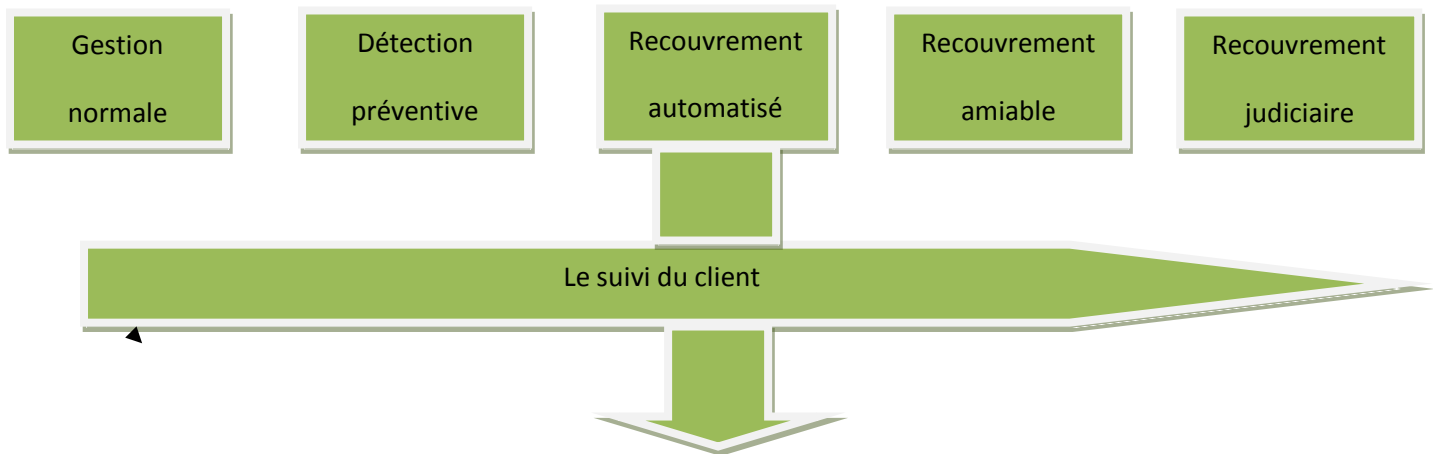 Gestion
normale
Détection
préventive
Recouvrement
automatisé
Recouvrement
amiable
Recouvrement
judiciaire
Le suivi du client